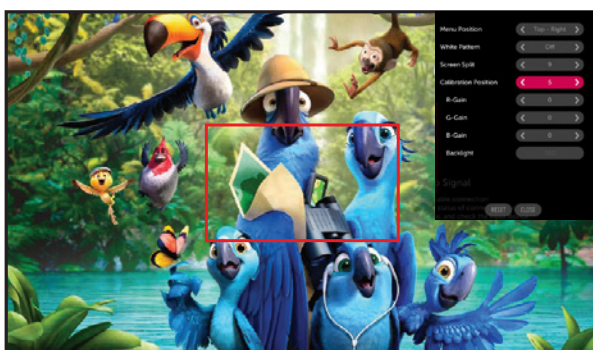 Menu Position
Top - Right
White Pattern
Off
Screen Split
9
Calibration Position
5
R-Gain
0
G-Gain
0
B-Gain
0
Backlight
Signal
RESET
CLOSE